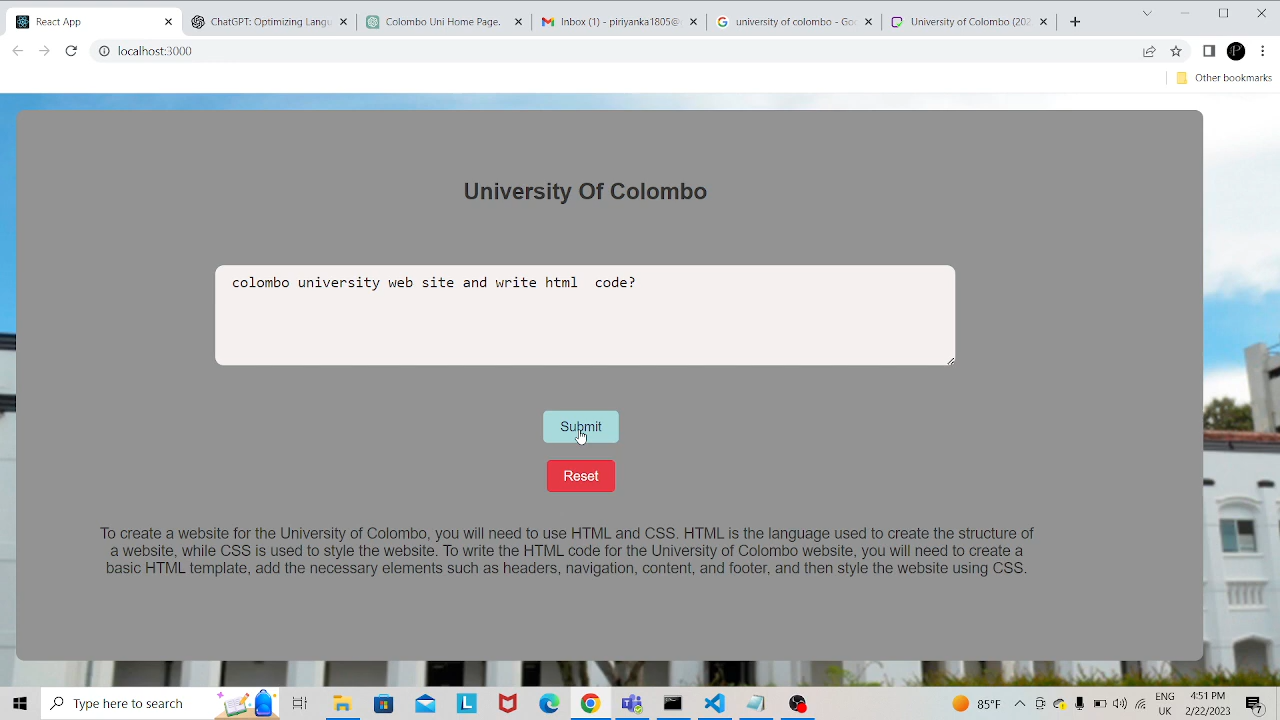 React App
ChatGPT: Optimizing Langu
Colombo Uni Home Page.
Inbox (1) - piriyanka1805@
university of colombo - Goo
University of Colombo (202
localhost:3000
Other bookmarks
University Of Colombo
colombo university web site and write html  code?
Submit
Reset
To create a website for the University of Colombo, you will need to use HTML and CSS. HTML is the language used to create the structure of
a website, while CSS is used to style the website. To write the HTML code for the University of Colombo website, you will need to create a
basic HTML template, add the necessary elements such as headers, navigation, content, and footer, and then style the website using CSS.
Type here to search
85°F
ENG
UK
4:51 PM
2/22/2023
7